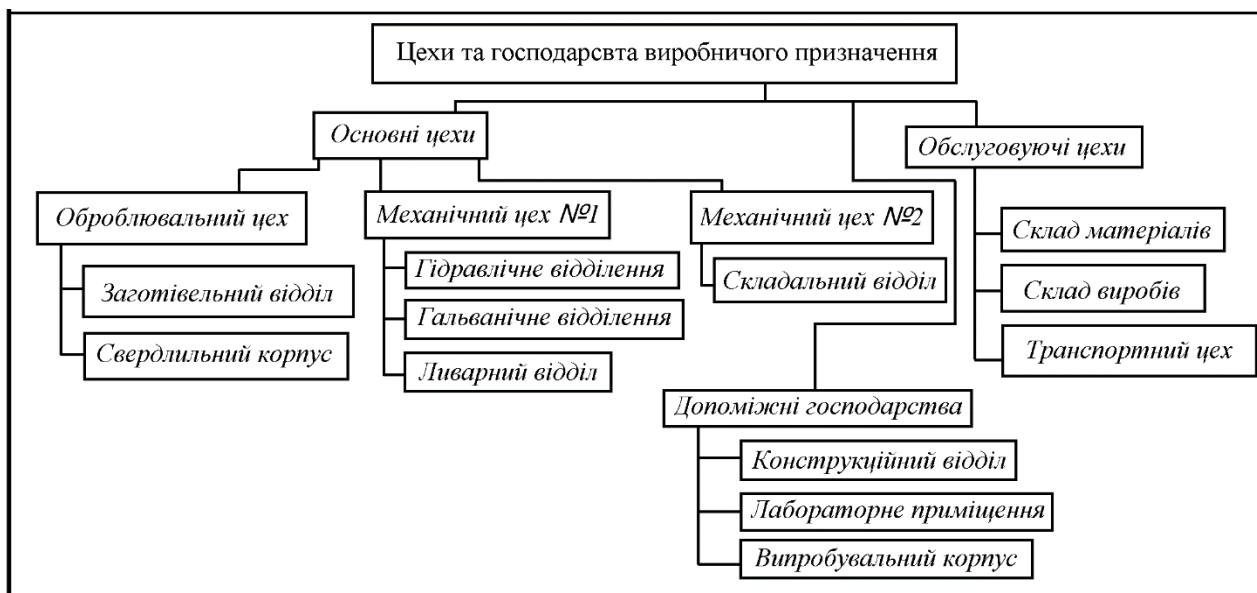 Цехи та господарсвта виробничого призначення
Основні цехи
Обслуговуючі цехи
Оброблювальний цех
Механічний цех №1
Механічний цех №2
Склад матеріалів
Гідравлічне відділення
Складальний відділ
Заготівельний відділ
Склад виробів
Гальванічне відділення
Свердлильний корпус
Транспортний цех
Ливарний відділ
Допоміжні господарства
Конструкційний відділ
Лабораторне приміщення
Випробувальний корпус